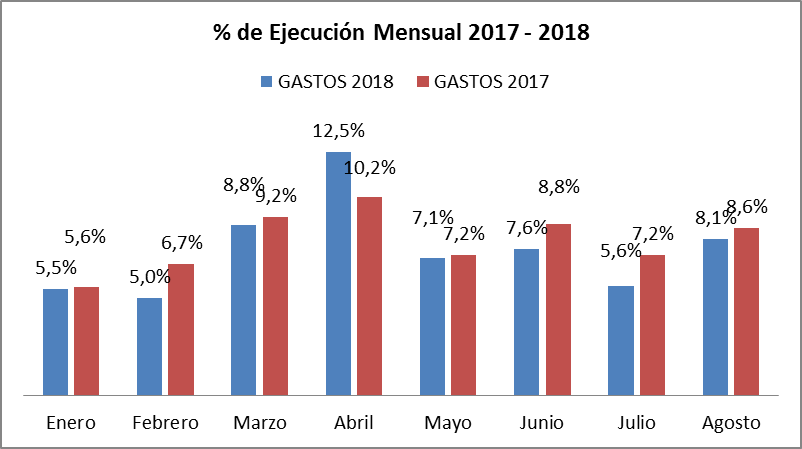 % de Ejecución Mensual 2017 - 2018
GASTOS 2018 GASTOS 2017
5,5% 5,6% 5,0% 6,7% 8,8% 9,2% 12,5% 10,2% 7,1% 7,2% 7,6% 8,8% 5,6% 7,2% 8,1% 8,6%
Enero Febrero Marzo Abril Mayo Junio Julio Agosto